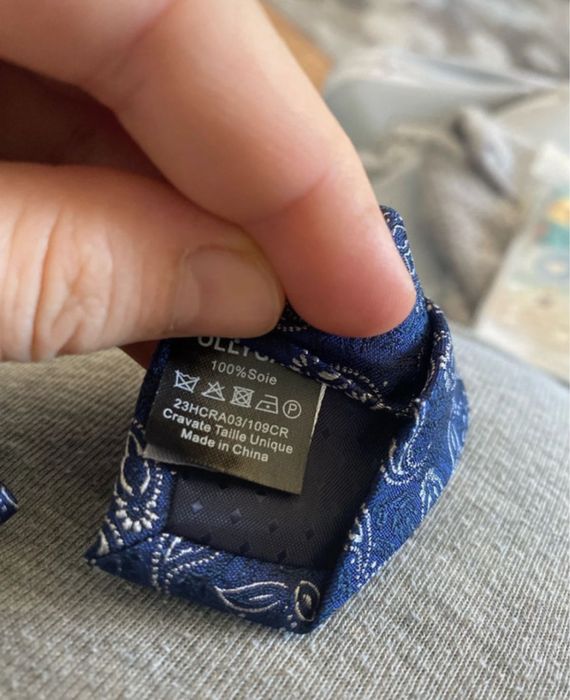 100%Soie
P
23HCRA03/109CR
Cravate Taille Unique
Made in China